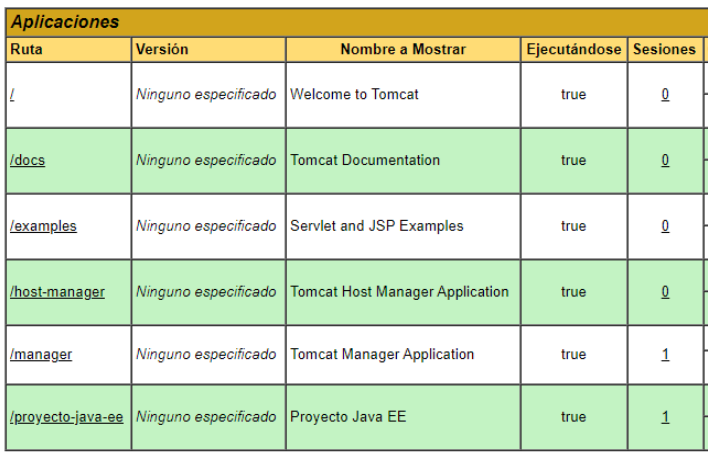 Aplicaciones
Ruta Versión Nombre a Mostrar Ejecutándose Sesiones
/ Ninguno especificado Welcome to Tomcat true 0
/docs Ninguno especificado Tomcat Documentation true 0
/examples Ninguno especificado Servlet and JSP Examples true 0
/host-manager Ninguno especificado Tomcat Host Manager Application true 0
/manager Ninguno especificado Tomcat Manager Application true 1
/proyecto-java-ee Ninguno especificado Proyecto Java EE true 1